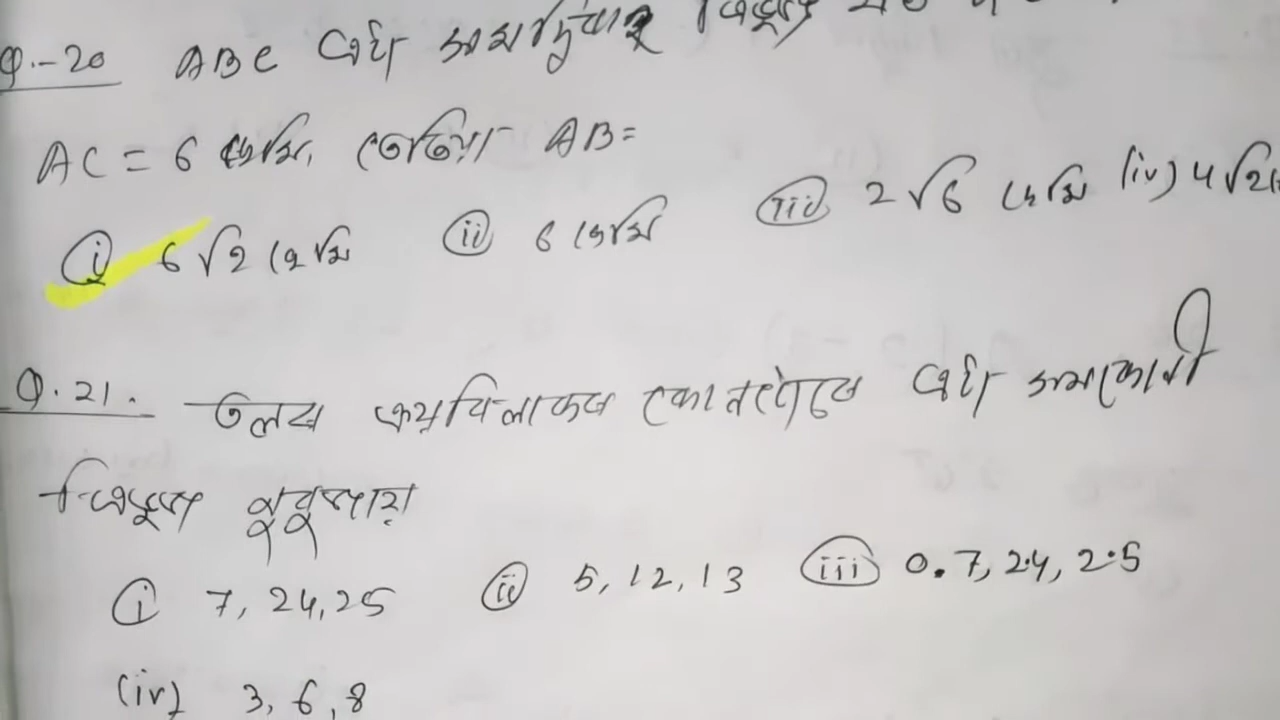 Q.-20 ABC এটা সমদ্বিবাহু ত্ৰিভুজ
AC = 6 ছেমি, তেতিয়া AB=
(i) 6√2 ছেমি (ii) 6 ছেমি (iii) 2√6 ছেমি (iv) 4√2
Q.21. তলৰ কোনটোৱে এটা সমকোণী
ত্ৰিভুজ নুবুজায়
(i) 7, 24, 25 (ii) 5, 12, 13 (iii) 0.7, 2.4, 2.5
(iv) 3, 6, 8